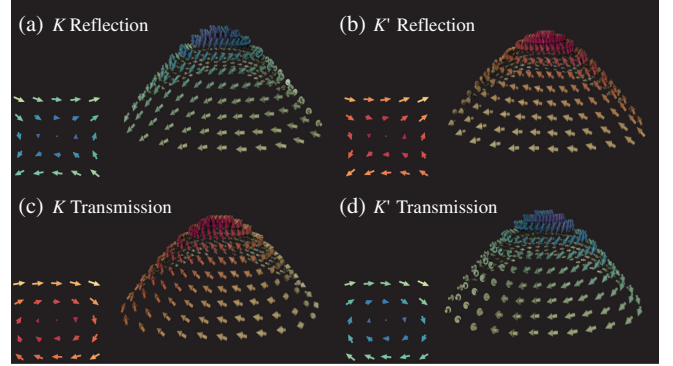 (a) K Reflection
(b) K' Reflection
(c) K Transmission
(d) K' Transmission